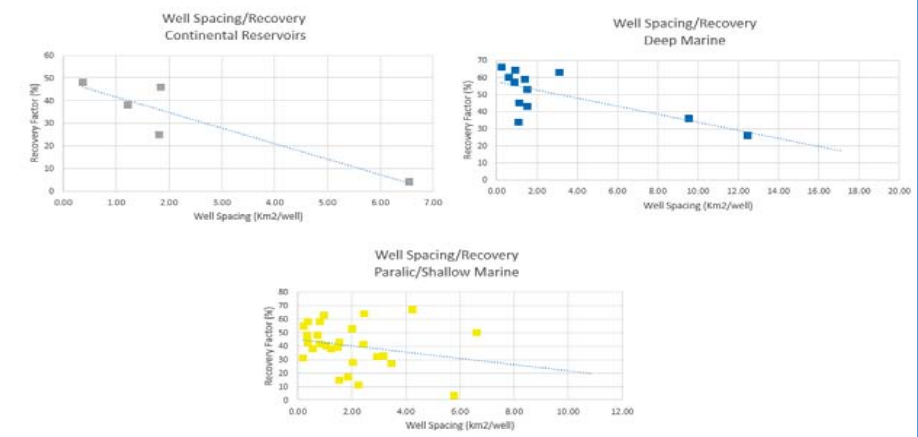 Well Spacing/Recovery
Continental Reservoirs
60
50
40
30
20
10
0
Recovery Factor (%)
0.00 1.00 2.00 3.00 4.00 5.00 6.00 7.00
Well Spacing (Km2/well)
Well Spacing/Recovery
Deep Marine
70
60
50
40
30
20
10
0
Recovery Factor (%)
0.00 2.00 4.00 6.00 8.00 10.00 12.00 14.00 16.00 18.00 20.00
Well Spacing (Km2/well)
Well Spacing/Recovery
Paralic/Shallow Marine
80
70
60
50
40
30
20
10
0
Recovery Factor (%)
0.00 2.00 4.00 6.00 8.00 10.00 12.00
Well Spacing (km2/well)